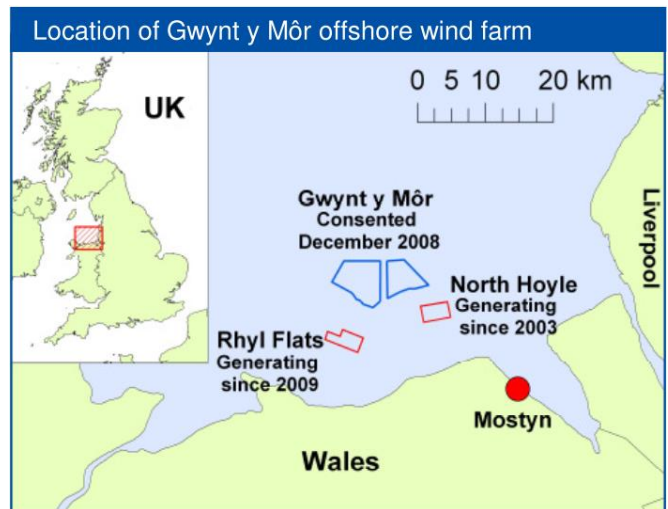 Location of Gwynt y Môr offshore wind farm
UK
0 5 10 20 km
Gwynt y Môr
Consented
December 2008
Liverpool
North Hoyle
Generating
since 2003
Rhyl Flats
Generating
since 2009
Mostyn
Wales